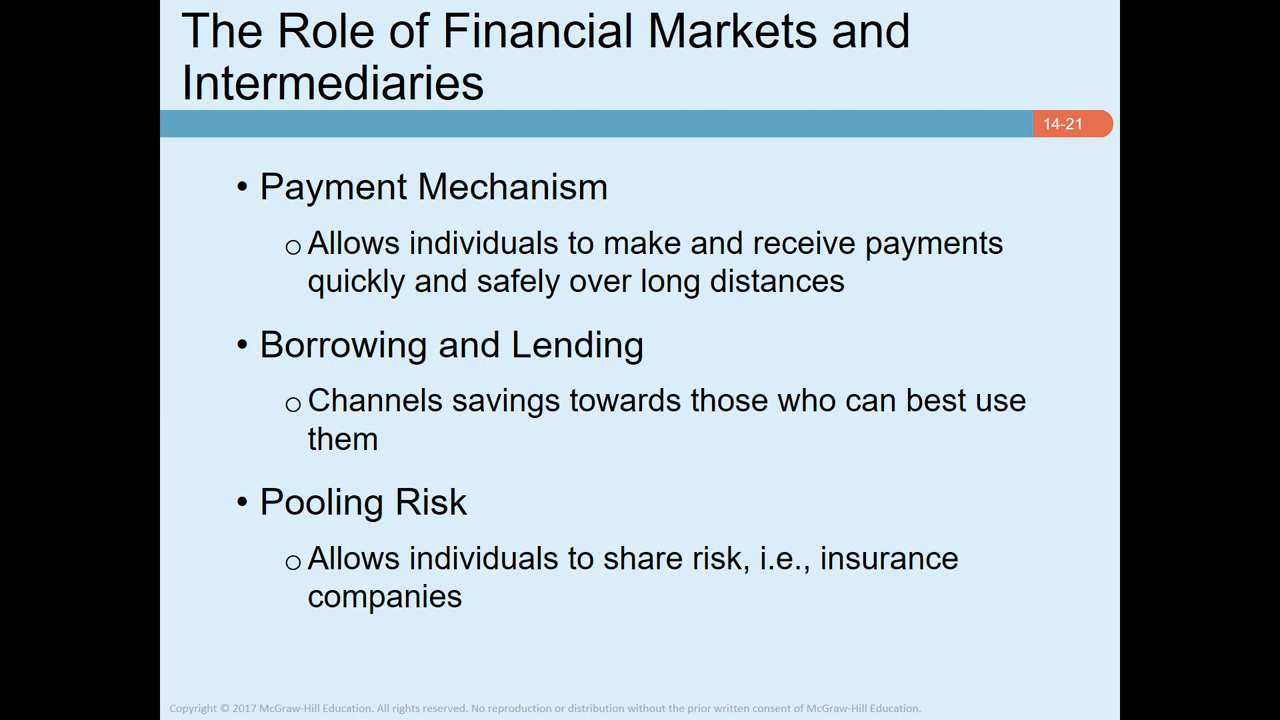 The Role of Financial Markets and
Intermediaries
14-21
• Payment Mechanism
o Allows individuals to make and receive payments
quickly and safely over long distances
• Borrowing and Lending
o Channels savings towards those who can best use
them
• Pooling Risk
o Allows individuals to share risk, i.e., insurance
companies
Copyright © 2017 McGraw-Hill Education. All rights reserved. No reproduction or distribution without the prior written consent of McGraw-Hill Education.